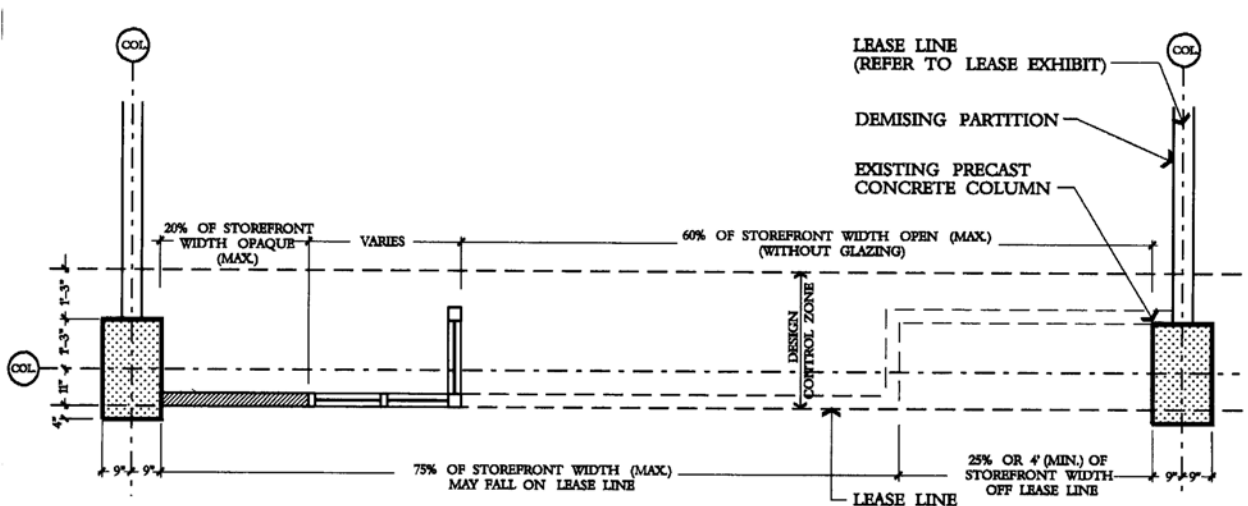 COL.
LEASE LINE
(REFER TO LEASE EXHIBIT)
COL.
DEMISING PARTITION
EXISTING PRECAST
CONCRETE COLUMN
20% OF STOREFRONT
WIDTH OPAQUE
(MAX.)
VARIES
60% OF STOREFRONT WIDTH OPEN (MAX.)
(WITHOUT GLAZING)
1'-3"
1'-3"
11"
4"
COL.
DESIGN
CONTROL ZONE
9"
9"
75% OF STOREFRONT WIDTH (MAX.)
MAY FALL ON LEASE LINE
25% OR 4' (MIN.) OF
STOREFRONT WIDTH
OFF LEASE LINE
9"
9"
LEASE LINE